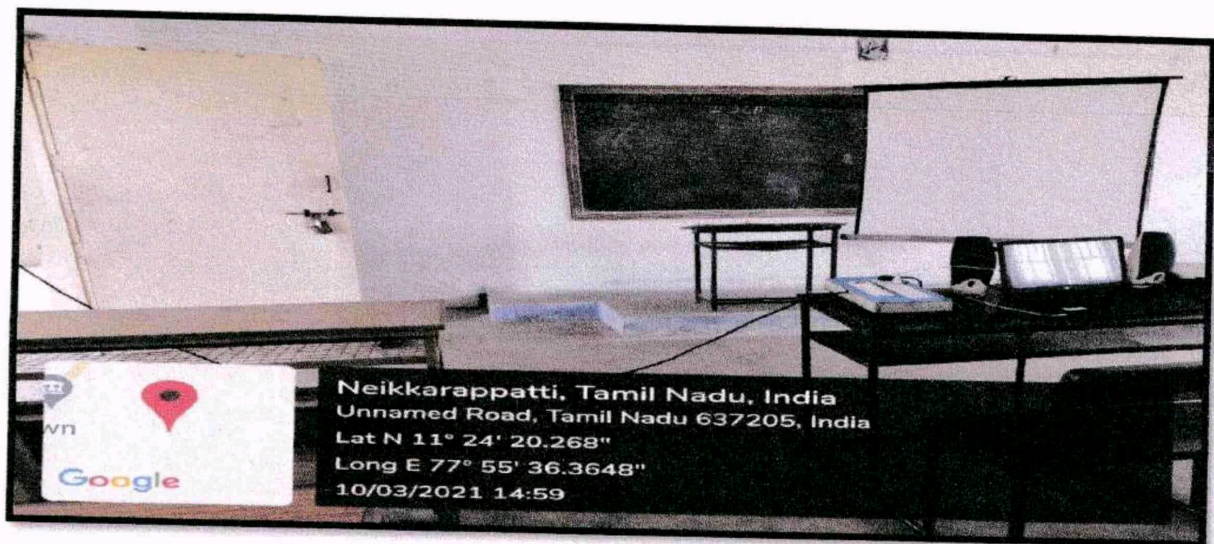 wn
Google
Neikkarappatti, Tamil Nadu, India
Unnamed Road, Tamil Nadu 637205, India
Lat N 11° 24' 20.268"
Long E 77° 55' 36.3648"
10/03/2021 14:59